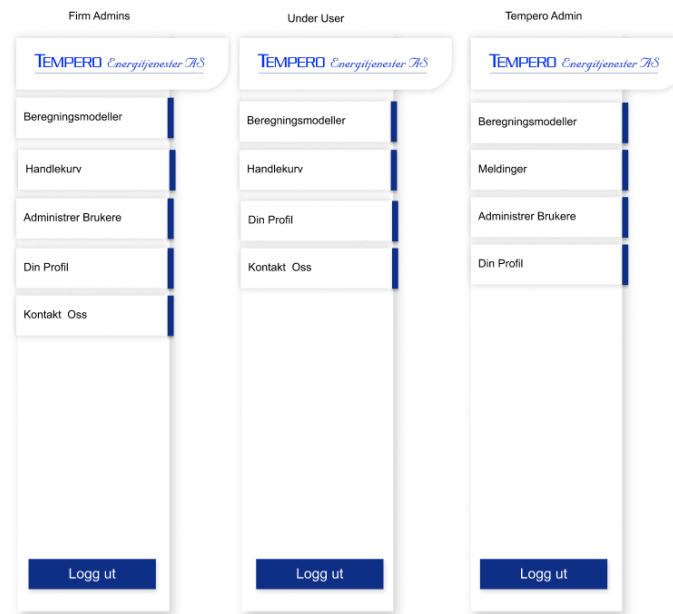 Firm Admins
TEMPERO Energitjenester AS
Beregningsmodeller
Handlekurv
Administrer Brukere
Din Profil
Kontakt Oss
Logg ut
Under User
TEMPERO Energitjenester AS
Beregningsmodeller
Handlekurv
Din Profil
Kontakt Oss
Logg ut
Tempero Admin
TEMPERO Energitjenester AS
Beregningsmodeller
Meldinger
Administrer Brukere
Din Profil
Logg ut